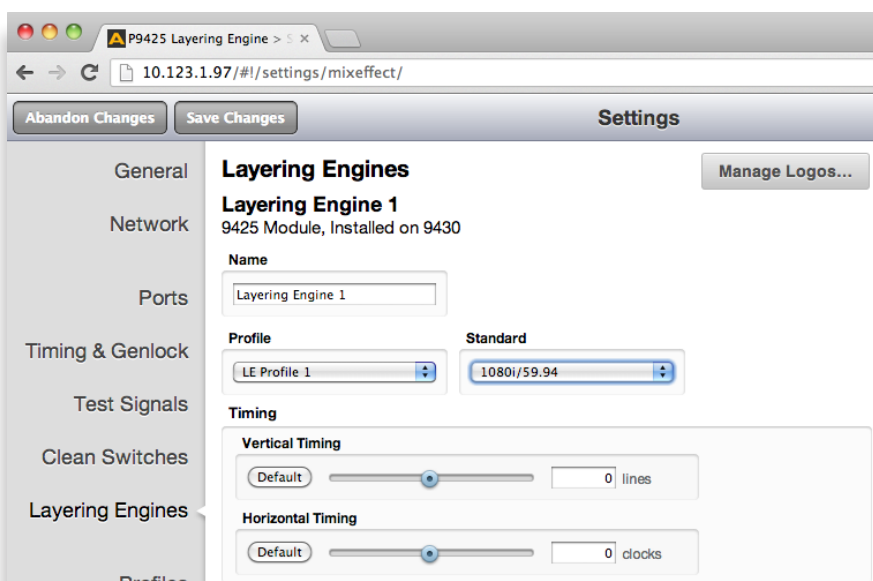 P9425 Layering Engine > S
10.123.1.97/#!/settings/mixeffect/
Abandon Changes
Save Changes
Settings
General
Network
Ports
Timing & Genlock
Test Signals
Clean Switches
Layering Engines
Profiles
Layering Engines
Manage Logos...
Layering Engine 1
9425 Module, Installed on 9430
Name
Layering Engine 1
Profile
Standard
LE Profile 1
1080i/59.94
Timing
Vertical Timing
Default
0 lines
Horizontal Timing
Default
0 clocks